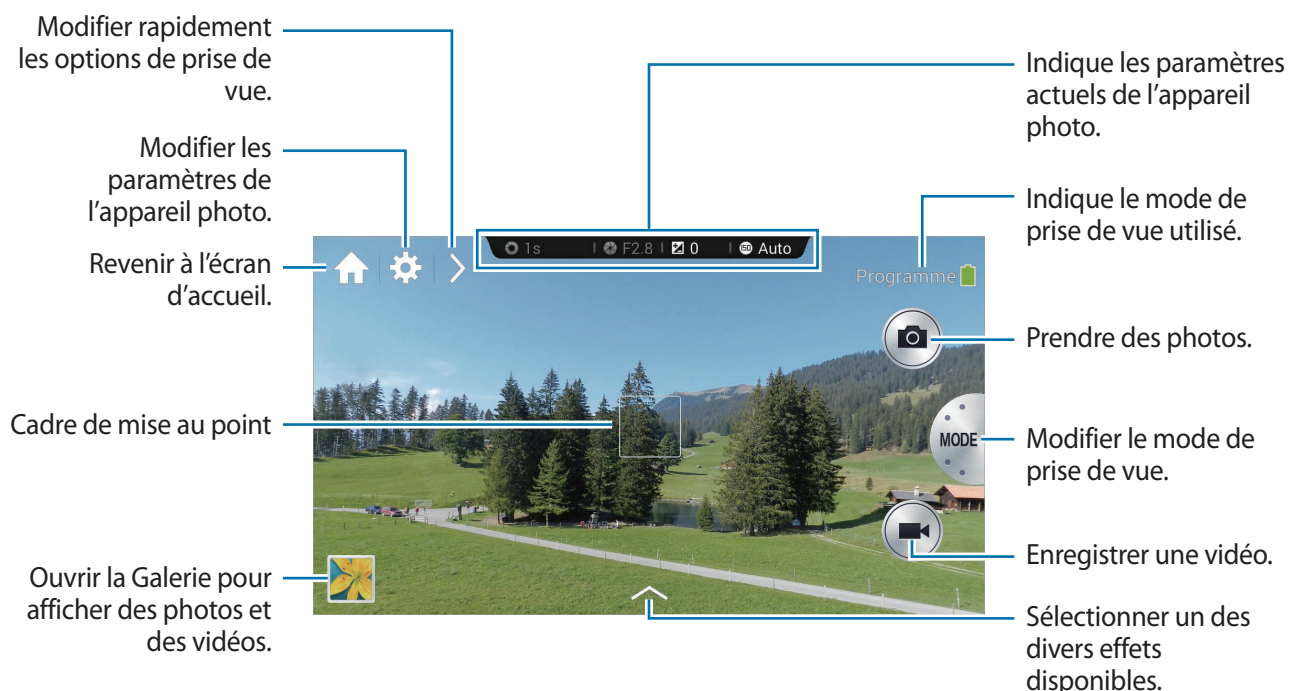 Modifier rapidement
les options de prise de
vue.
Modifier les
paramètres de
l'appareil photo.
Revenir à l'écran
d'accueil.
Cadre de mise au point
Ouvrir la Galerie pour
afficher des photos et
des vidéos.
1s F2.8 0 ISO Auto
Programme
MODE
Indique les paramètres
actuels de l'appareil
photo.
Indique le mode de
prise de vue utilisé.
Prendre des photos.
Modifier le mode de
prise de vue.
Enregistrer une vidéo.
Sélectionner un des
divers effets
disponibles.